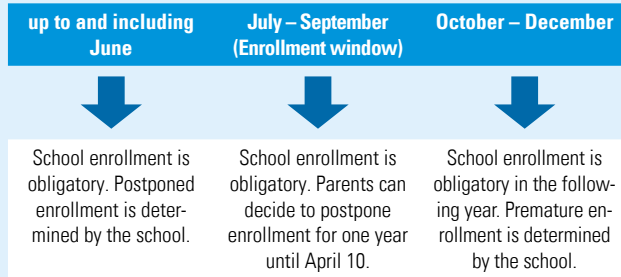 up to and including
June
July – September
(Enrollment window)
October – December
School enrollment is
obligatory. Postponed
enrollment is deter-
mined by the school.
School enrollment is
obligatory. Parents can
decide to postpone
enrollment for one year
until April 10.
School enrollment is
obligatory in the follow-
ing year. Premature en-
rollment is determined
by the school.